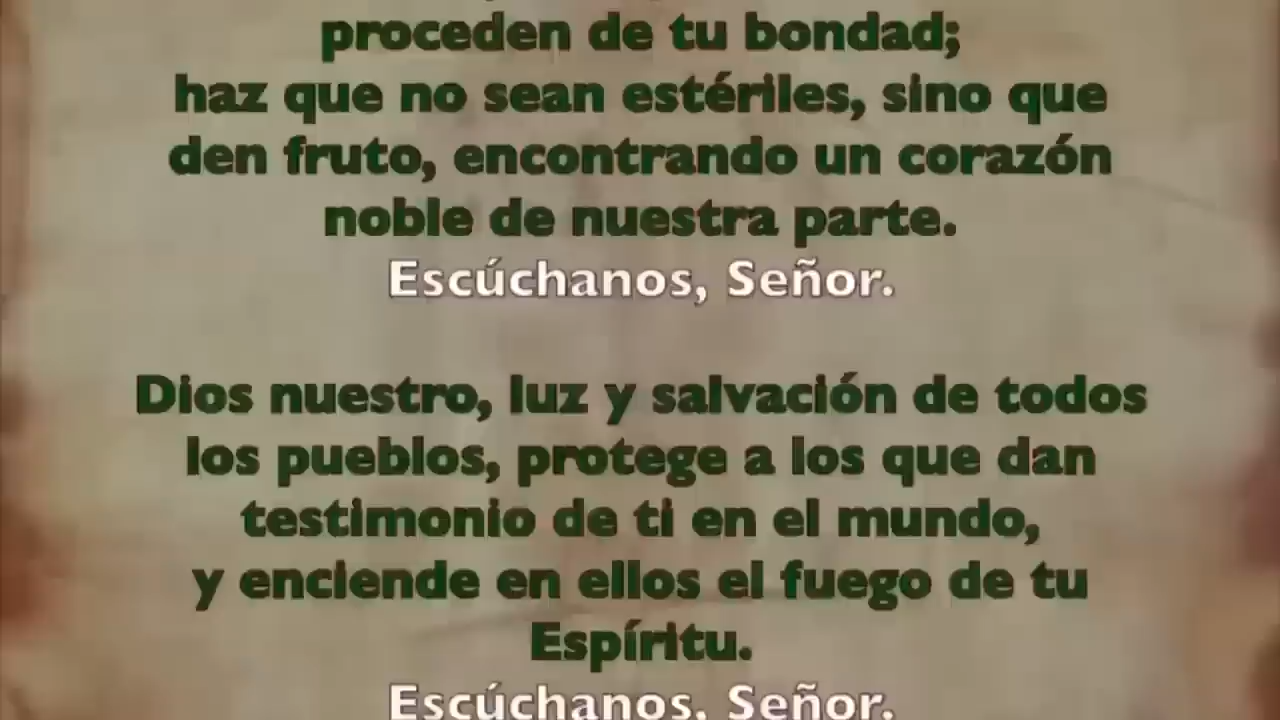 proceden de tu bondad;
haz que no sean estériles, sino que
den fruto, encontrando un corazón
noble de nuestra parte.
Escúchanos, Señor.
Dios nuestro, luz y salvación de todos
los pueblos, protege a los que dan
testimonio de ti en el mundo,
y enciende en ellos el fuego de tu
Espíritu.
Escúchanos, Señor.